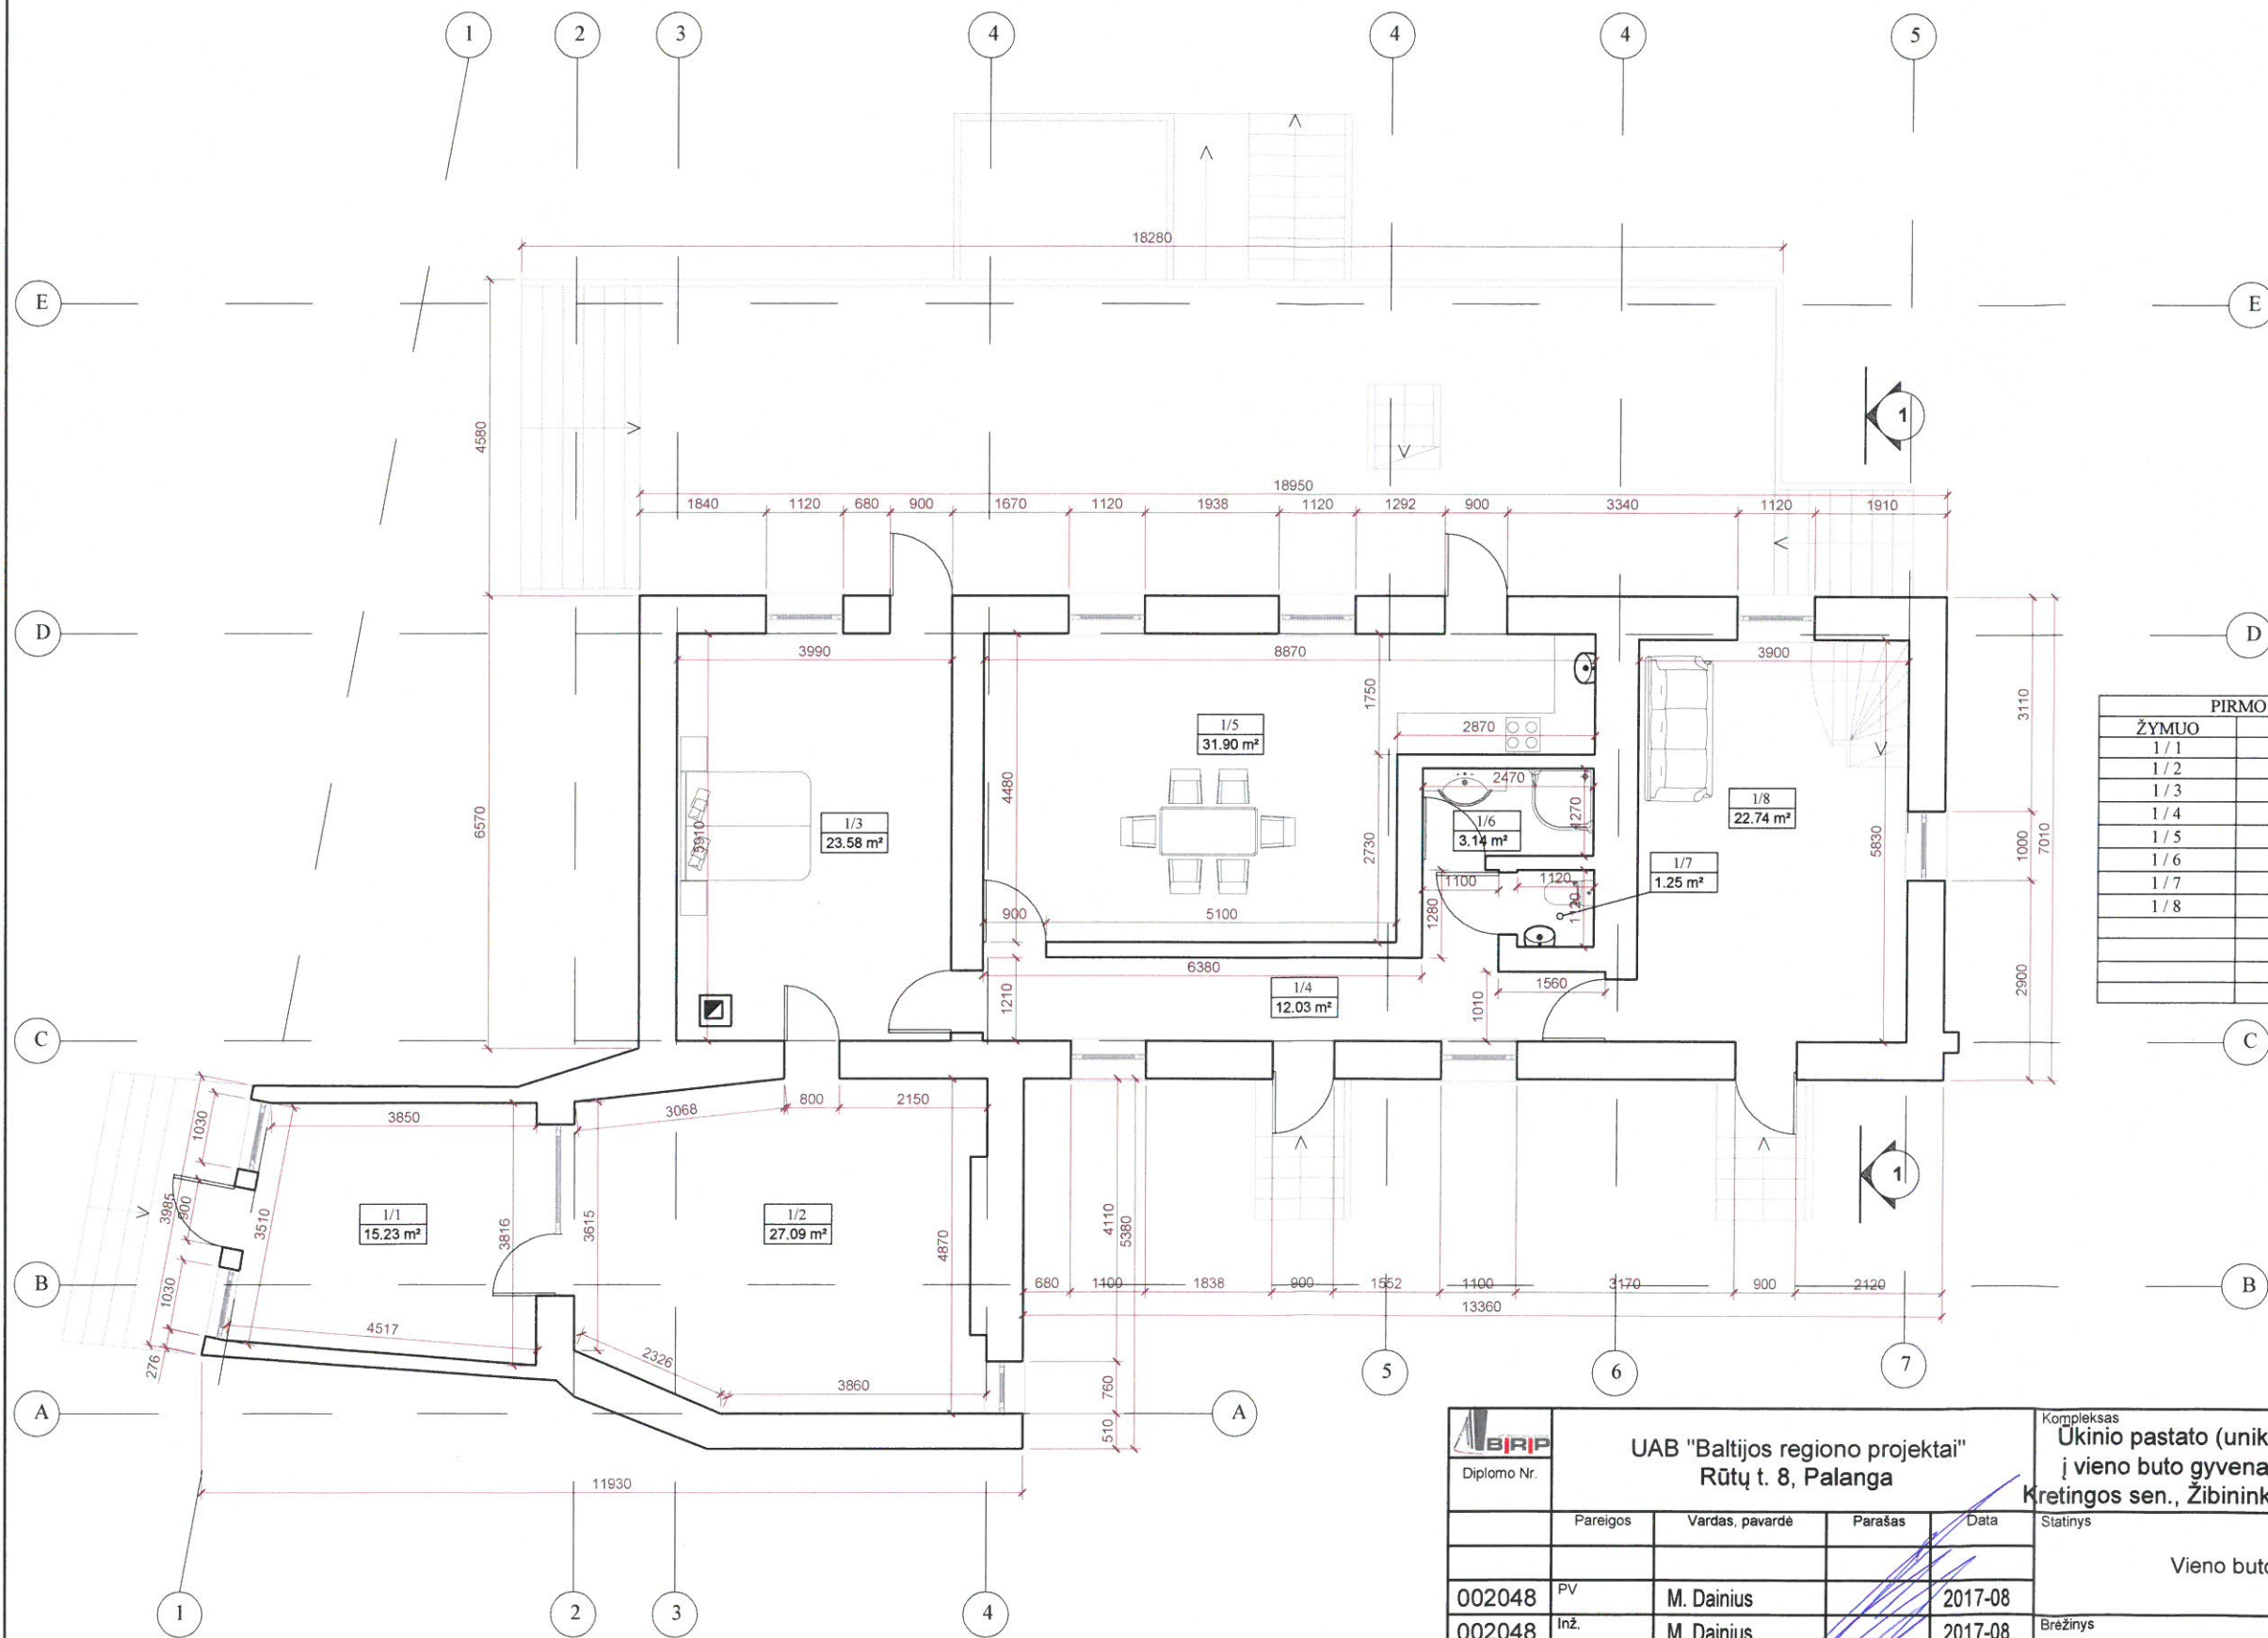 1 2 3 4 4 4 5
18280
E E
1
4580
18950
1840 1120 680 900 1670 1120 1938 1120 1292 900 3340 1120 1910
D D
3990 8870 3900
1750
3110
1/5
31.90 m²
2870
PIRMO
ŽYMUO
1 / 1
1 / 2
1 / 3
1 / 4
1 / 5
1 / 6
1 / 7
1 / 8
6570
5910
4480
2470
1270
1/3
23.58 m²
1/6
3.14 m²
1/8
22.74 m²
2730
5830
1000
7010
1/7
1.25 m²
1100 1120
1120
1280
900 5100
6380
1210
1/4
12.03 m²
1560
1010
2900
C C
3850
3068 800 2150
1030
3985
900
3510
1030
276
1/1
15.23 m²
3816
3615
1/2
27.09 m²
4870
4110
5380
1
B B
680 1100 1838 900 1552 1100 3170 900 2120
13360
4517
2326
3860
760
510
5 6 7
A A
11930
1 2 3 4
BRP
Diplomo Nr.
UAB "Baltijos regiono projektai"
Rūtų t. 8, Palanga
Kompleksas
Ūkinio pastato (unik
į vieno buto gyvena
Kretingos sen., Žibinink
Pareigos Vardas, pavardė Parašas Data
Statinys
Vieno buto
002048 PV M. Dainius 2017-08
002048 Inž. M. Dainius 2017-08
Brėžinys